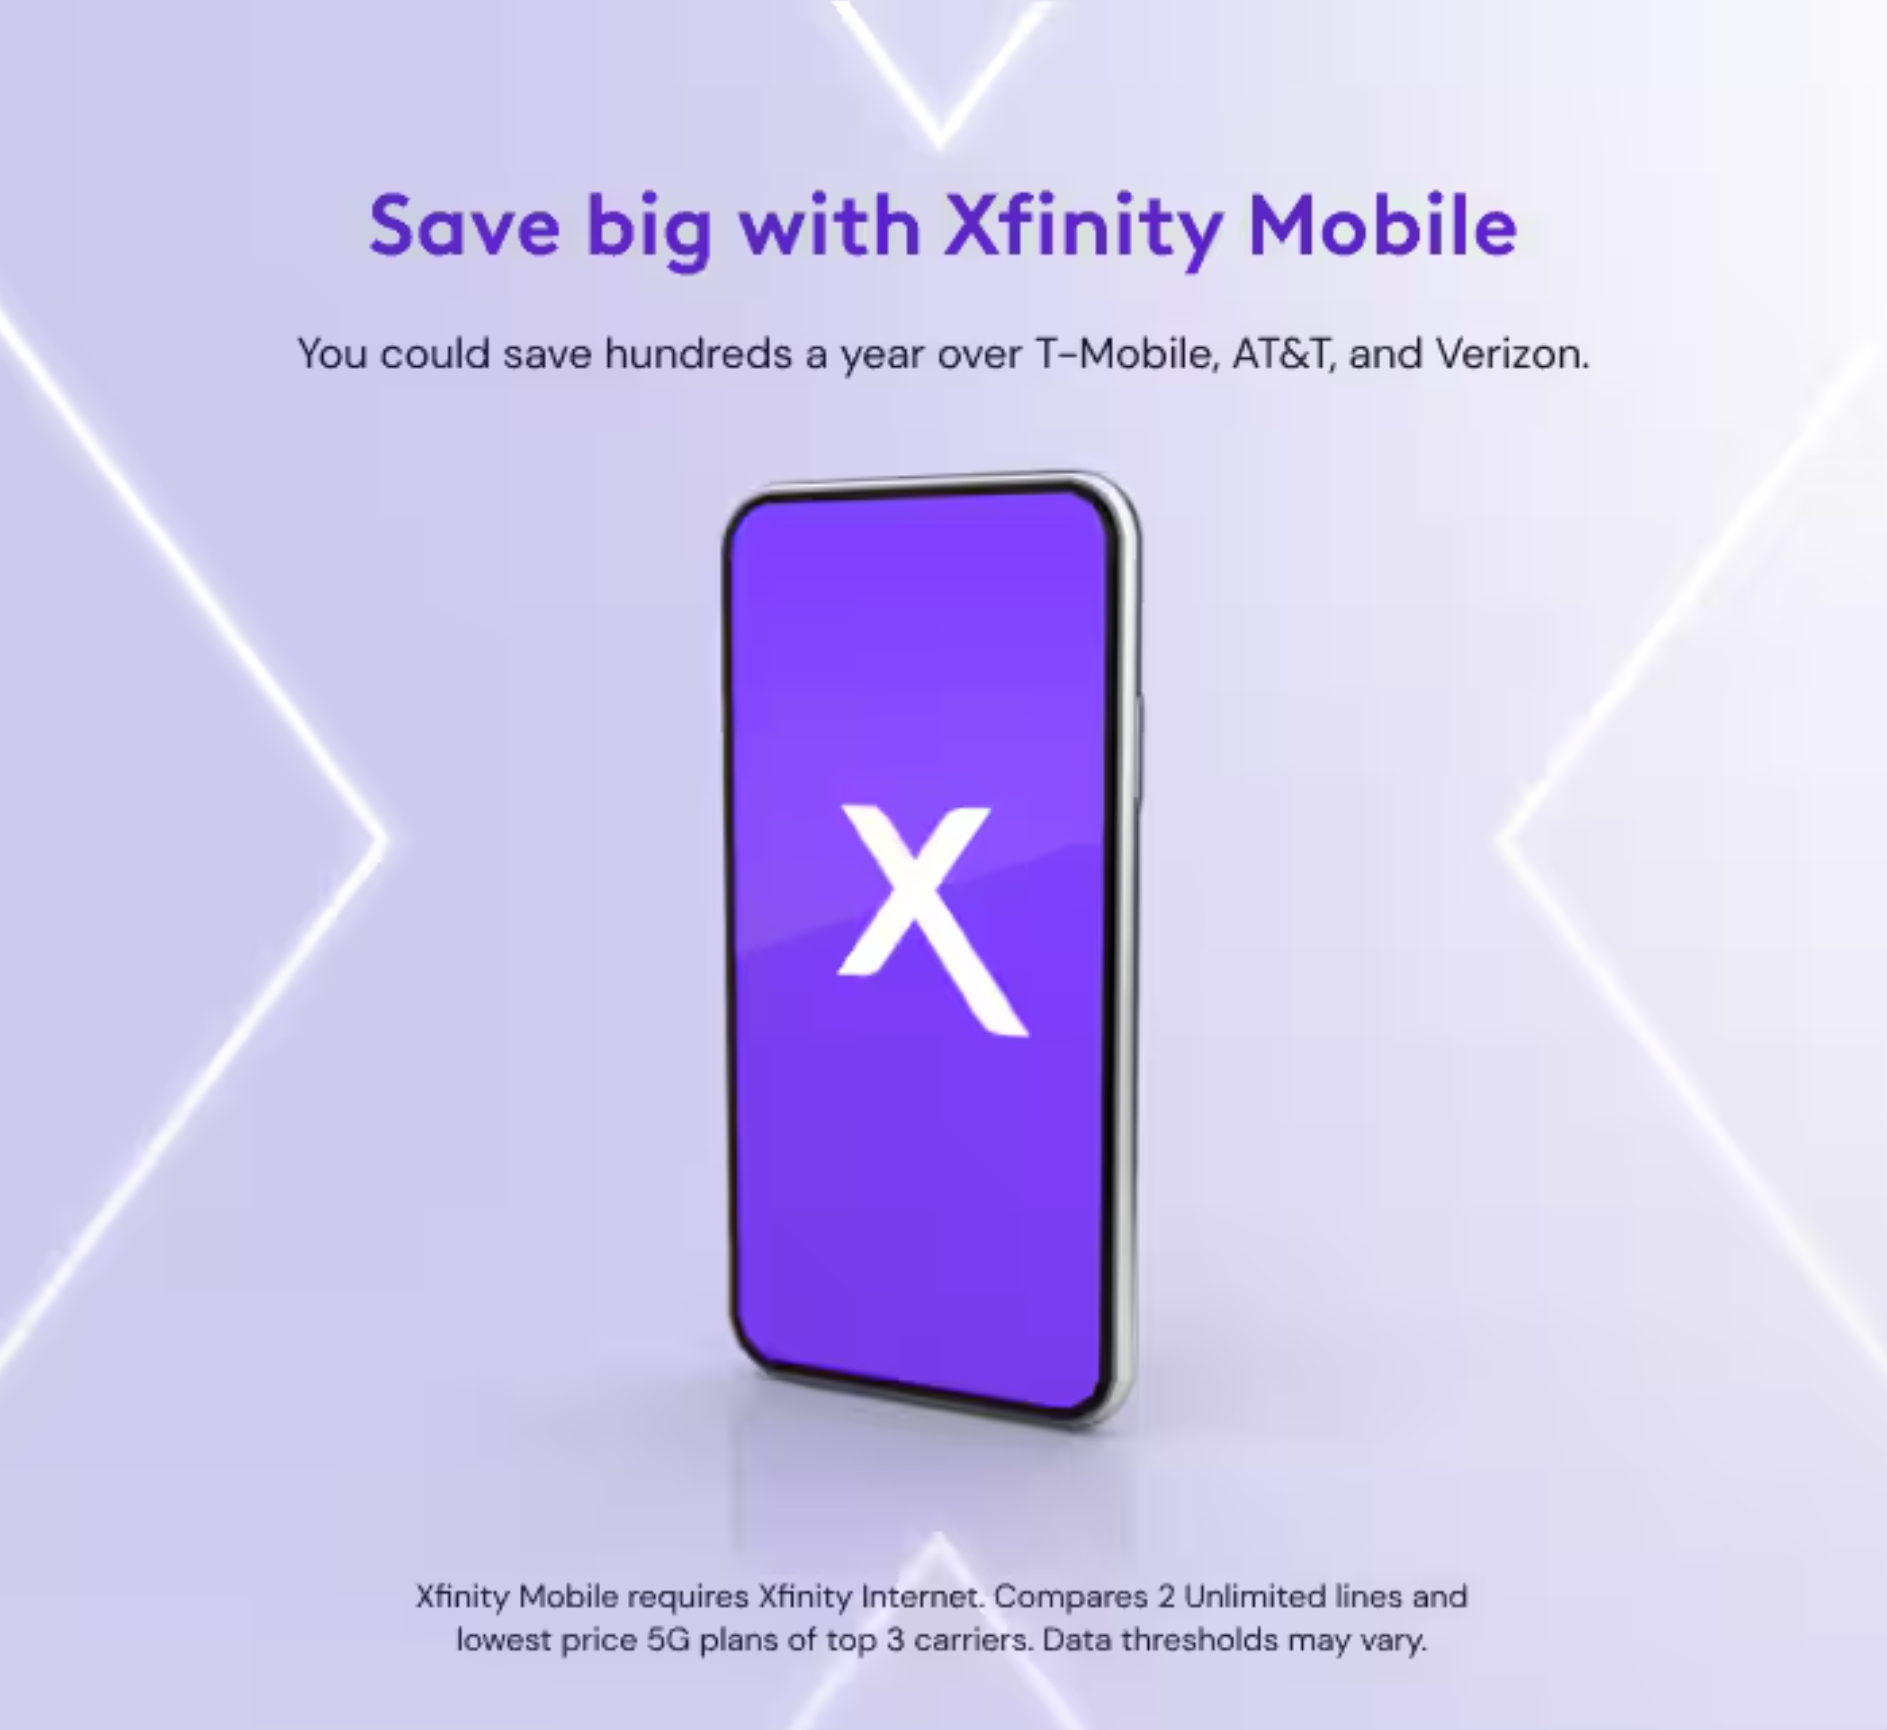 Save big with Xfinity Mobile
You could save hundreds a year over T-Mobile, AT&T, and Verizon.
X
Xfinity Mobile requires Xfinity Internet. Compares 2 Unlimited lines and
lowest price 5G plans of top 3 carriers. Data thresholds may vary.